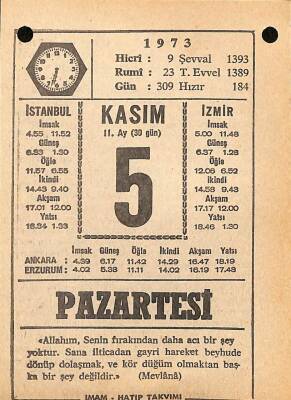 1973
Hicrî : 9 Şevval 1393
Rumî : 23 T. Evvel 1389
Gün : 309 Hızır 184
İSTANBUL
İmsak
4.55 11.52
Güneş
6.33 1.30
Öğle
11.57 6.55
İkindi
14.43 9.40
Akşam
17.01 12.00
Yatsı
18.34 1.33
KASIM
11. Ay (30 gün)
5
İZMİR
İmsak
5.00 11.48
Güneş
6.37 1.28
Öğle
12.06 6.52
İkindi
14.58 9.43
Akşam
17.17 12.00
Yatsı
18.46 1.30
İmsak Güneş Öğle İkindi Akşam Yatsı
ANKARA : 4.39 6.17 11.42 14.29 16.47 18.19
ERZURUM : 4.02 5.38 11.11 14.02 16.19 17.48
PAZARTESİ
«Allahım, Senin firakından daha acı bir şey
yoktur. Sana ilticadan gayri hareket beyhude
dönüp dolaşmak, ve kör düğüm olmaktan baş-
ka bir şey değildir.» (Mevlânâ)
İMAM - HATİP TAKVİMİ